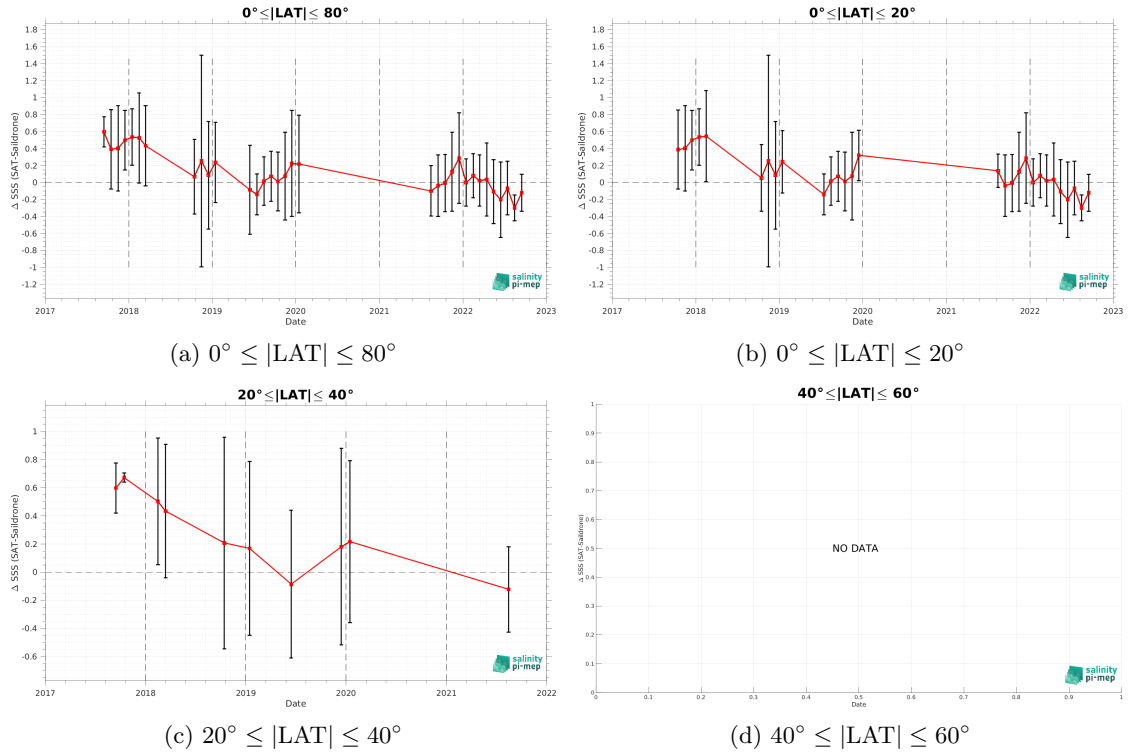 0°≤|LAT|≤ 80°
1.8
1.6
1.4
1.2
1
0.8
0.6
0.4
0.2
0
-0.2
-0.4
-0.6
-0.8
-1
-1.2
Δ SSS (SAT-Saildrone)
2017 2018 2019 2020 2021 2022 2023
Date
salinity
pi-mep
(a) 0° ≤ |LAT| ≤ 80°
0°≤|LAT|≤ 20°
1.8
1.6
1.4
1.2
1
0.8
0.6
0.4
0.2
0
-0.2
-0.4
-0.6
-0.8
-1
-1.2
Δ SSS (SAT-Saildrone)
2017 2018 2019 2020 2021 2022 2023
Date
salinity
pi-mep
(b) 0° ≤ |LAT| ≤ 20°
20°≤|LAT|≤ 40°
1
0.8
0.6
0.4
0.2
0
-0.2
-0.4
-0.6
Δ SSS (SAT-Saildrone)
2017 2018 2019 2020 2021 2022
Date
salinity
pi-mep
(c) 20° ≤ |LAT| ≤ 40°
40°≤|LAT|≤ 60°
1
0.9
0.8
0.7
0.6
0.5
0.4
0.3
0.2
0.1
0
Δ SSS (SAT-Saildrone)
NO DATA
0 0.1 0.2 0.3 0.4 0.5 0.6 0.7 0.8 0.9 1
Date
salinity
pi-mep
(d) 40° ≤ |LAT| ≤ 60°